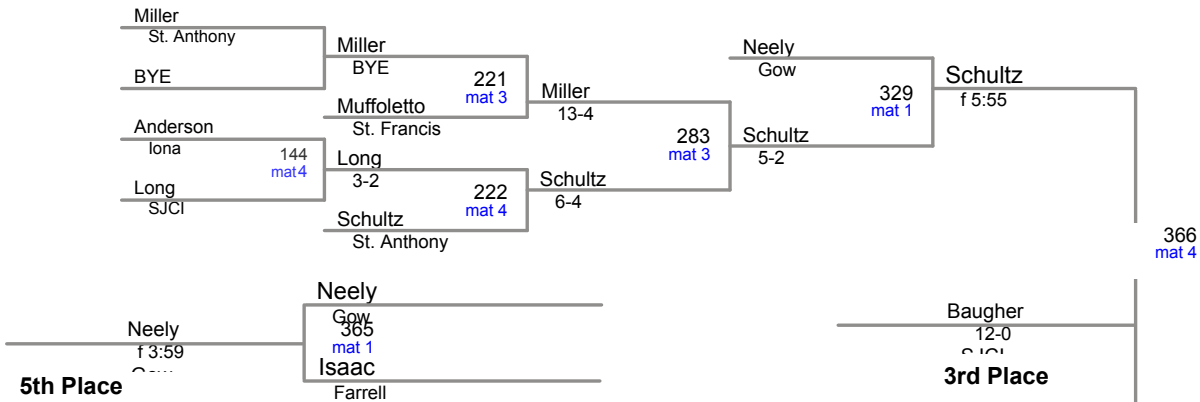 Miller
St. Anthony
BYE
Anderson
Iona
144
mat 4
Long
SJCI
Miller
BYE
221
mat 3
Muffoletto
St. Francis
Long
3-2
222
mat 4
Schultz
St. Anthony
Miller
13-4
283
mat 3
Schultz
6-4
Neely
Gow
329
mat 1
Schultz
5-2
Schultz
f 5:55
366
mat 4
Neely
Gow
365
mat 1
Isaac
Farrell
Neely
f 3:59
5th Place
Baugher
12-0
3rd Place